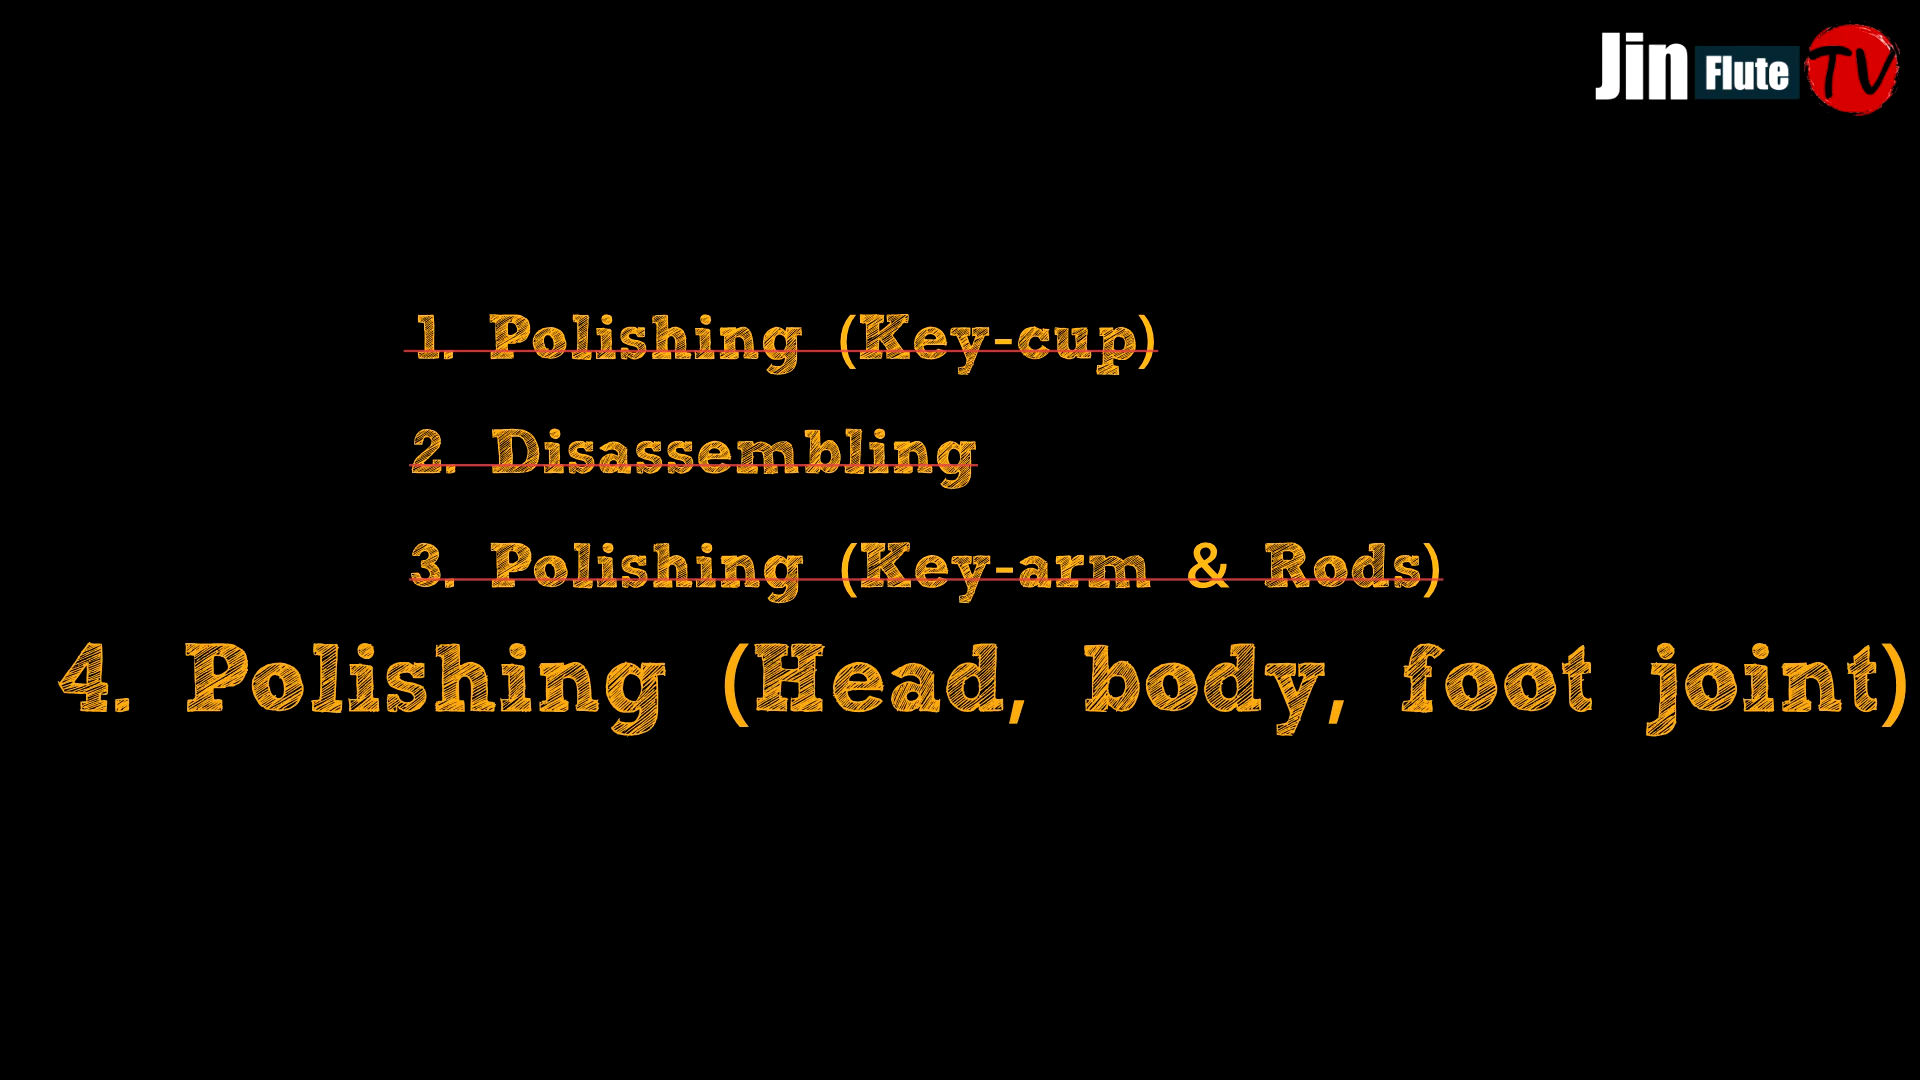 Jin Flute TV
1. Polishing (Key-cup)
2. Disassembling
3. Polishing (Key-arm & Rods)
4. Polishing (Head, body, foot joint)